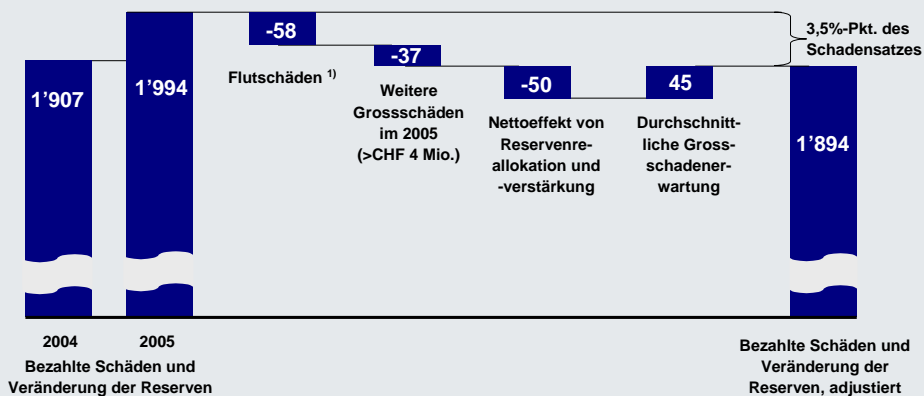 1'907
1'994
-58
Flutschäden ¹⁾
-37
Weitere
Grossschäden
im 2005
(>CHF 4 Mio.)
-50
Nettoeffekt von
Reservenre-
allokation und
-verstärkung
45
Durchschnitt-
liche Gross-
schadener-
wartung
3,5%-Pkt. des
Schadensatzes
1'894
2004
2005
Bezahlte Schäden und
Veränderung der Reserven
Bezahlte Schäden und
Veränderung der
Reserven, adjustiert